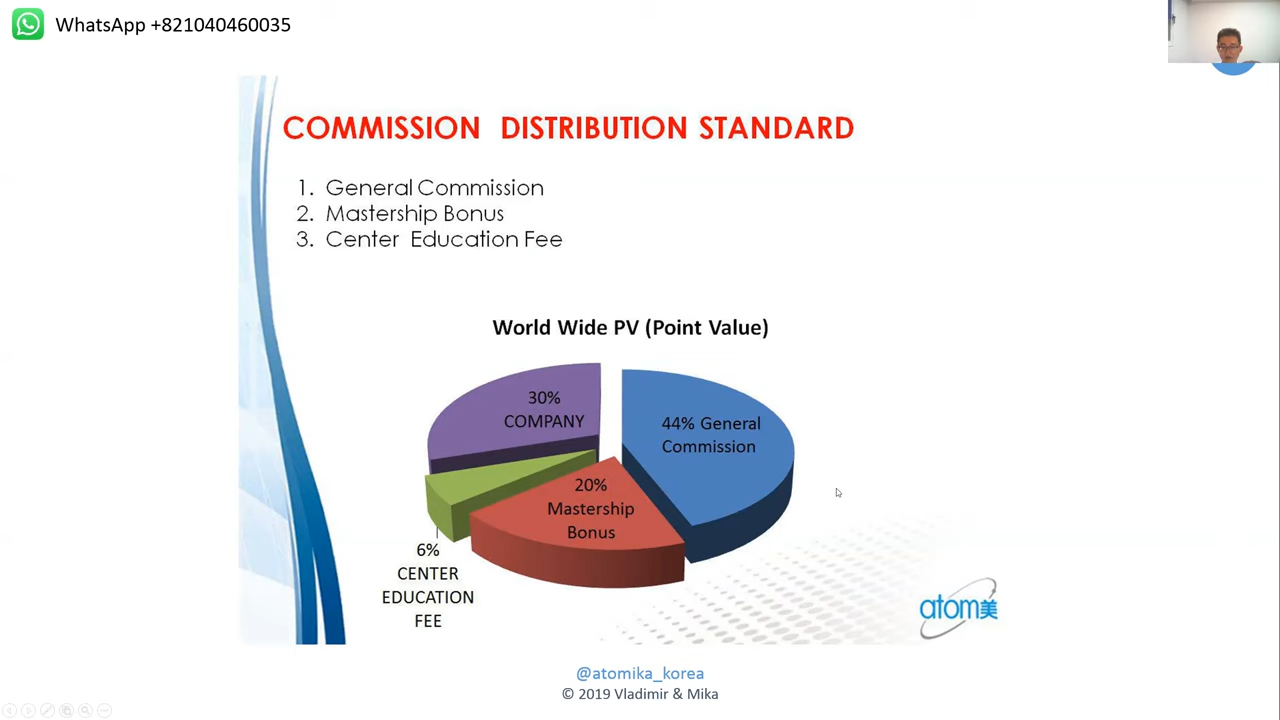 WhatsApp +821040460035
COMMISSION DISTRIBUTION STANDARD
1. General Commission
2. Mastership Bonus
3. Center Education Fee
World Wide PV (Point Value)
30%
COMPANY
44% General
Commission
20%
Mastership
Bonus
6%
CENTER
EDUCATION
FEE
atom美
@atomika_korea
© 2019 Vladimir & Mika